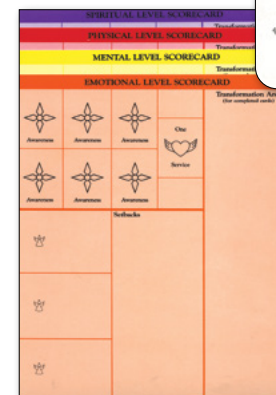 SPIRITUAL LEVEL SCORECARD
PHYSICAL LEVEL SCORECARD
MENTAL LEVEL SCORECARD
EMOTIONAL LEVEL SCORECARD
Transformation
(for completed cards)
One
Awareness Awareness Awareness
Service
Awareness Awareness Awareness
Setbacks